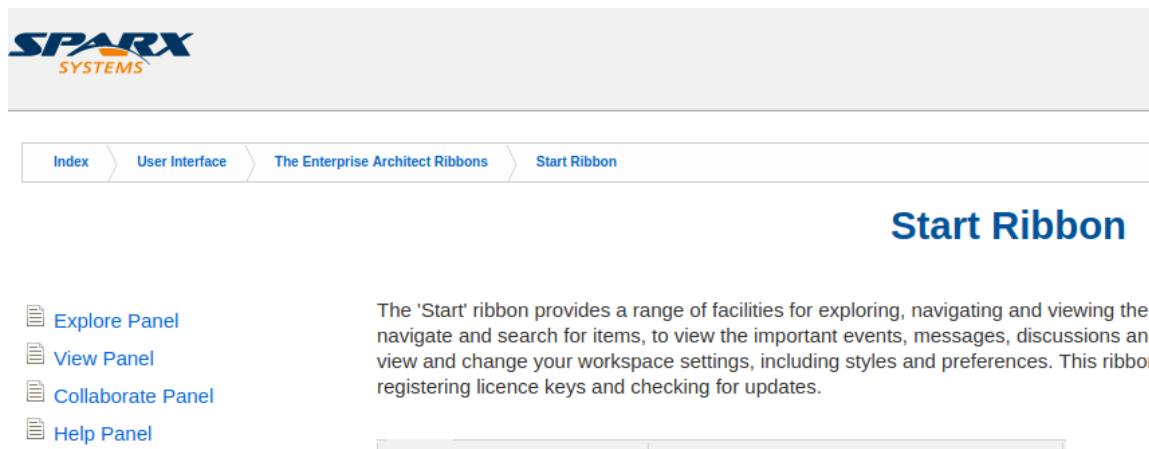 SPARX
SYSTEMS
Index User Interface The Enterprise Architect Ribbons Start Ribbon
Start Ribbon
Explore Panel
View Panel
Collaborate Panel
Help Panel
The 'Start' ribbon provides a range of facilities for exploring, navigating and viewing the
navigate and search for items, to view the important events, messages, discussions an
view and change your workspace settings, including styles and preferences. This ribbo
registering licence keys and checking for updates.